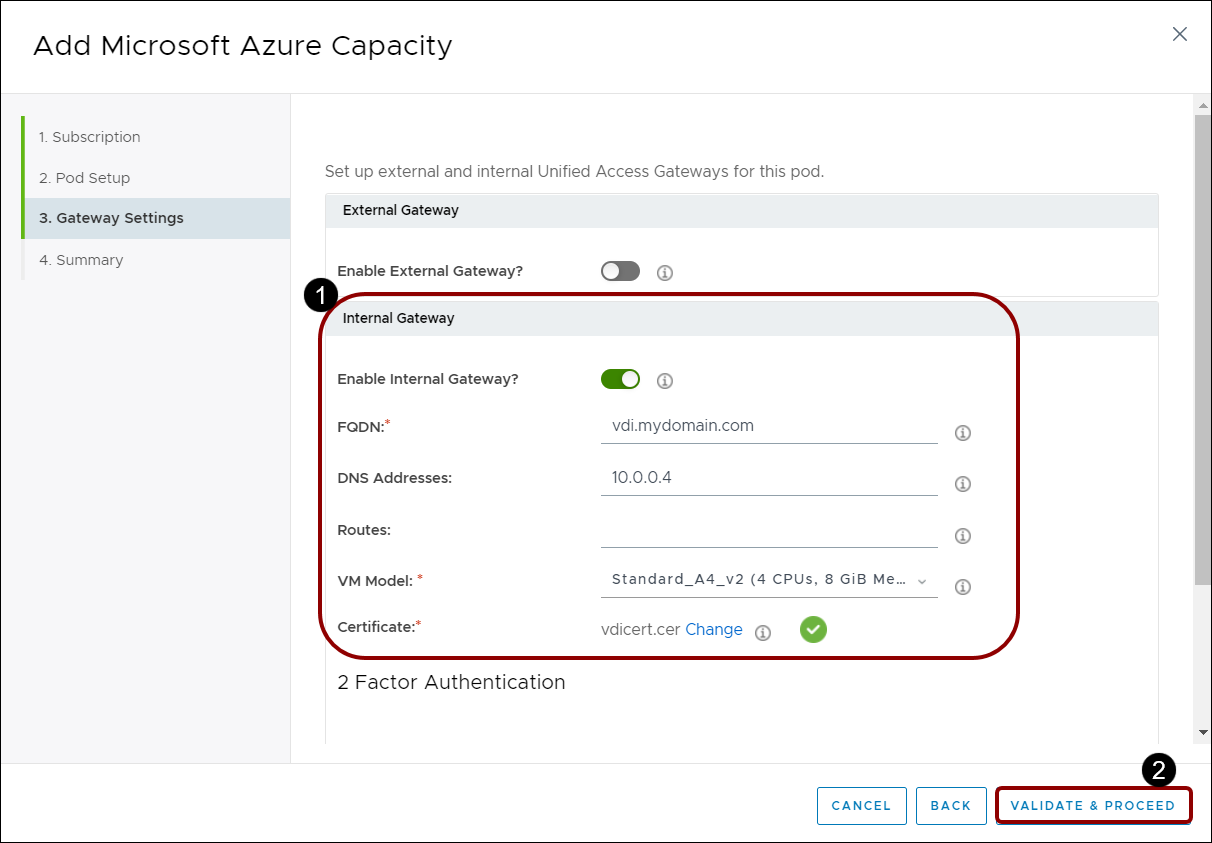 Add Microsoft Azure Capacity
1. Subscription
2. Pod Setup
3. Gateway Settings
4. Summary
Set up external and internal Unified Access Gateways for this pod.
External Gateway
Enable External Gateway?
1
Internal Gateway
Enable Internal Gateway?
FQDN:* vdi.mydomain.com
DNS Addresses: 10.0.0.4
Routes:
VM Model: * Standard_A4_v2 (4 CPUs, 8 GiB Me...
Certificate:* vdicert.cer Change
2 Factor Authentication
2
CANCEL BACK VALIDATE & PROCEED